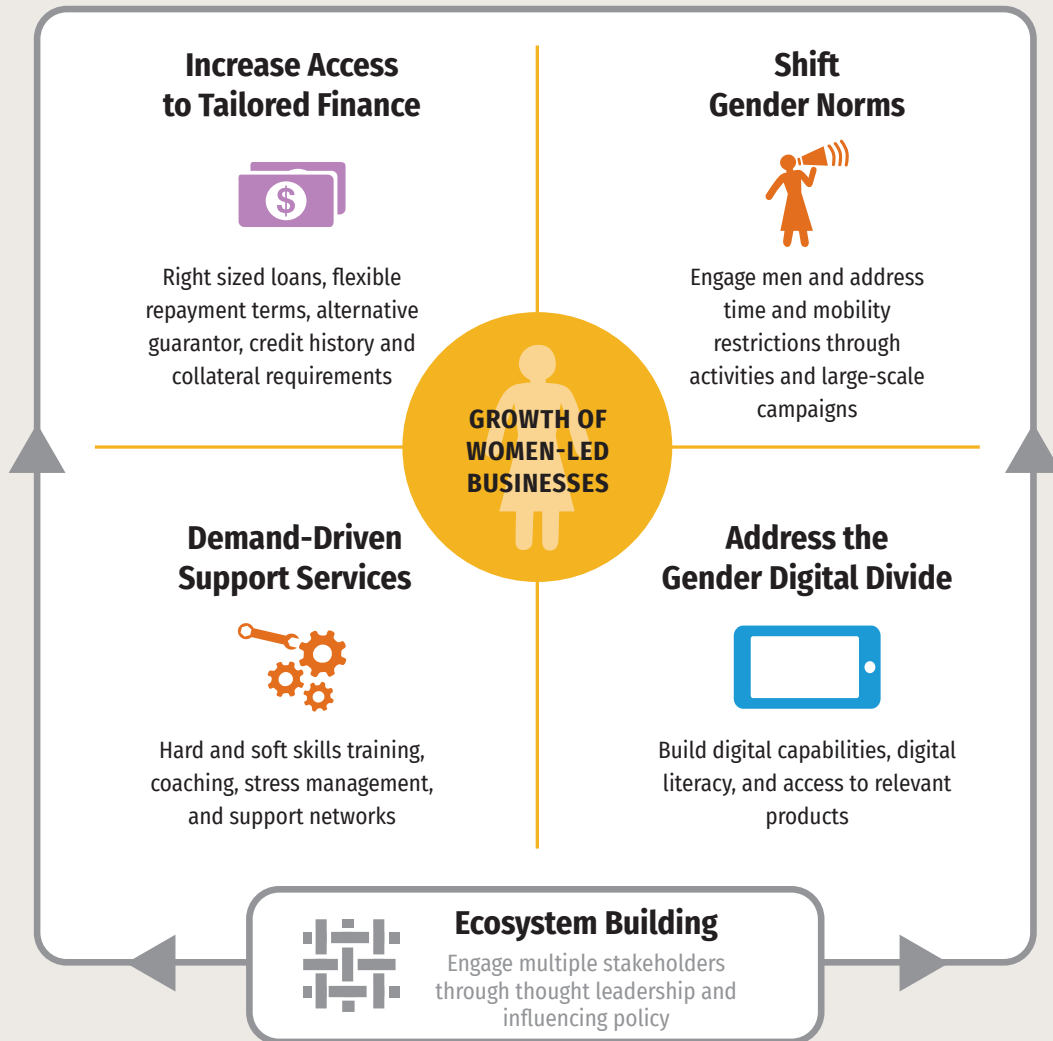 Increase Access
to Tailored Finance
$
Right sized loans, flexible
repayment terms, alternative
guarantor, credit history and
collateral requirements
Shift
Gender Norms
Engage men and address
time and mobility
restrictions through
activities and large-scale
campaigns
GROWTH OF
WOMEN-LED
BUSINESSES
Demand-Driven
Support Services
Hard and soft skills training,
coaching, stress management,
and support networks
Address the
Gender Digital Divide
Build digital capabilities, digital
literacy, and access to relevant
products
Ecosystem Building
Engage multiple stakeholders
through thought leadership and
influencing policy